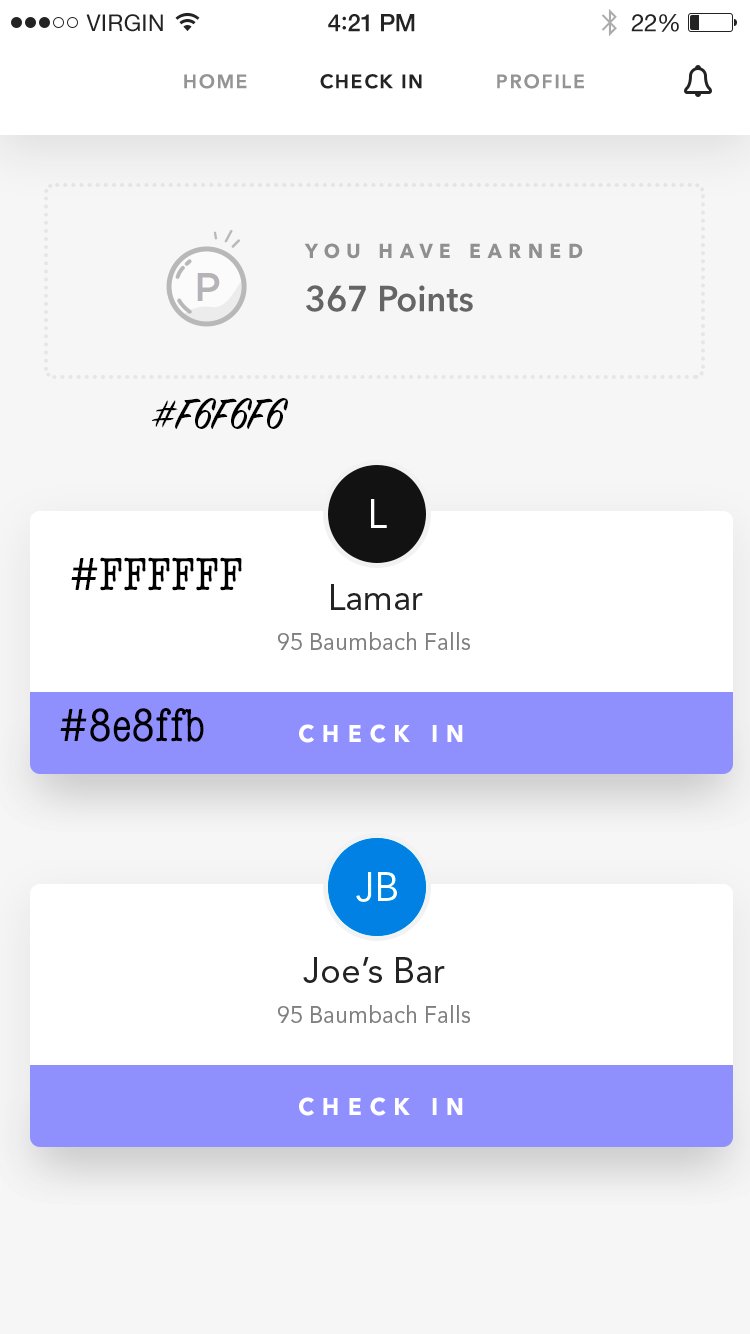 VIRGIN 4:21 PM 22%
HOME CHECK IN PROFILE
YOU HAVE EARNED
P
367 Points
#F6F6F6
L
#FFFFFF
Lamar
95 Baumbach Falls
#8e8ffb CHECK IN
JB
Joe’s Bar
95 Baumbach Falls
CHECK IN